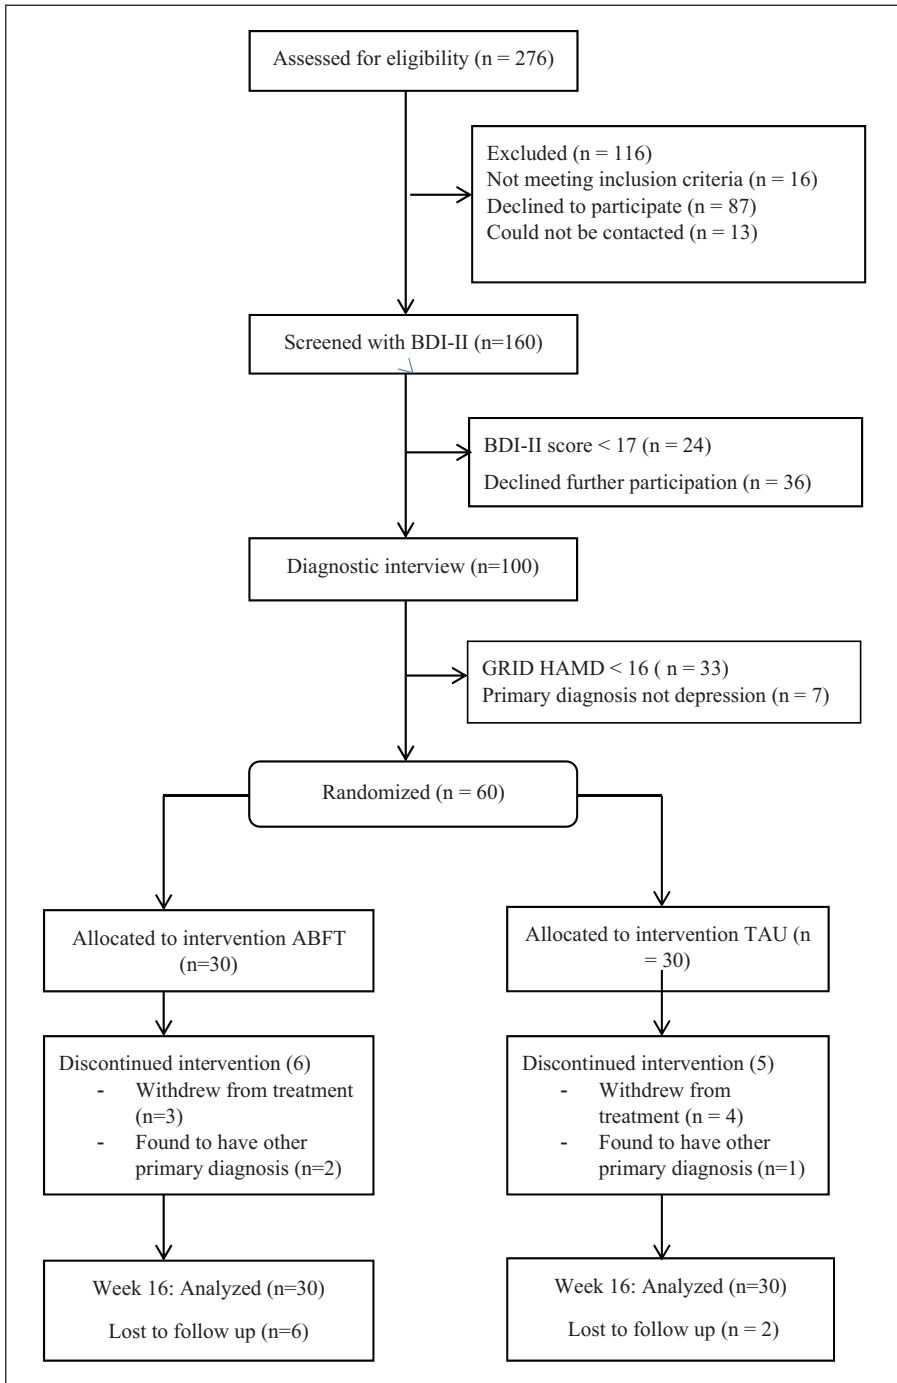 Assessed for eligibility (n = 276)
Excluded (n = 116)
Not meeting inclusion criteria (n = 16)
Declined to participate (n = 87)
Could not be contacted (n = 13)
Screened with BDI-II (n=160)
BDI-II score < 17 (n = 24)
Declined further participation (n = 36)
Diagnostic interview (n=100)
GRID HAMD < 16 ( n = 33)
Primary diagnosis not depression (n = 7)
Randomized (n = 60)
Allocated to intervention ABFT
(n=30)
Allocated to intervention TAU (n
= 30)
Discontinued intervention (6)
- Withdrew from treatment
(n=3)
- Found to have other
primary diagnosis (n=2)
Discontinued intervention (5)
- Withdrew from
treatment (n = 4)
- Found to have other
primary diagnosis (n=1)
Week 16: Analyzed (n=30)
Lost to follow up (n=6)
Week 16: Analyzed (n=30)
Lost to follow up (n = 2)